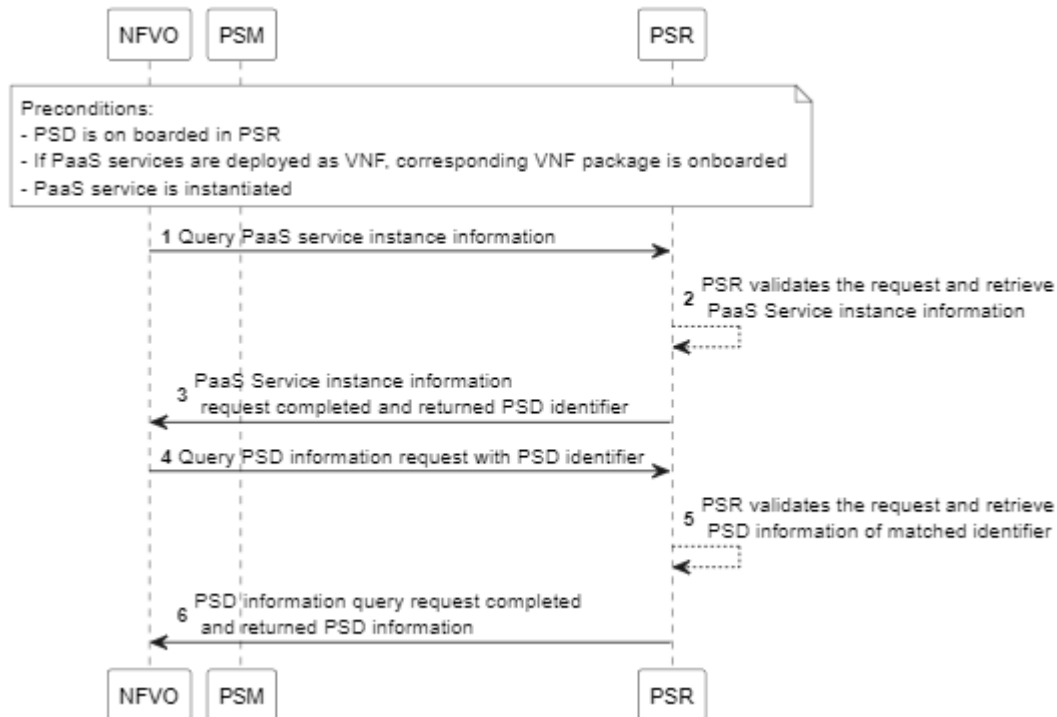 NFVO PSM PSR
Preconditions:
- PSD is on boarded in PSR
- If PaaS services are deployed as VNF, corresponding VNF package is onboarded
- PaaS service is instantiated
1 Query PaaS service instance information
2 PSR validates the request and retrieve
PaaS Service instance information
3 PaaS Service instance information
request completed and returned PSD identifier
4 Query PSD information request with PSD identifier
5 PSR validates the request and retrieve
PSD information of matched identifier
6 PSD information query request completed
and returned PSD information
NFVO PSM PSR